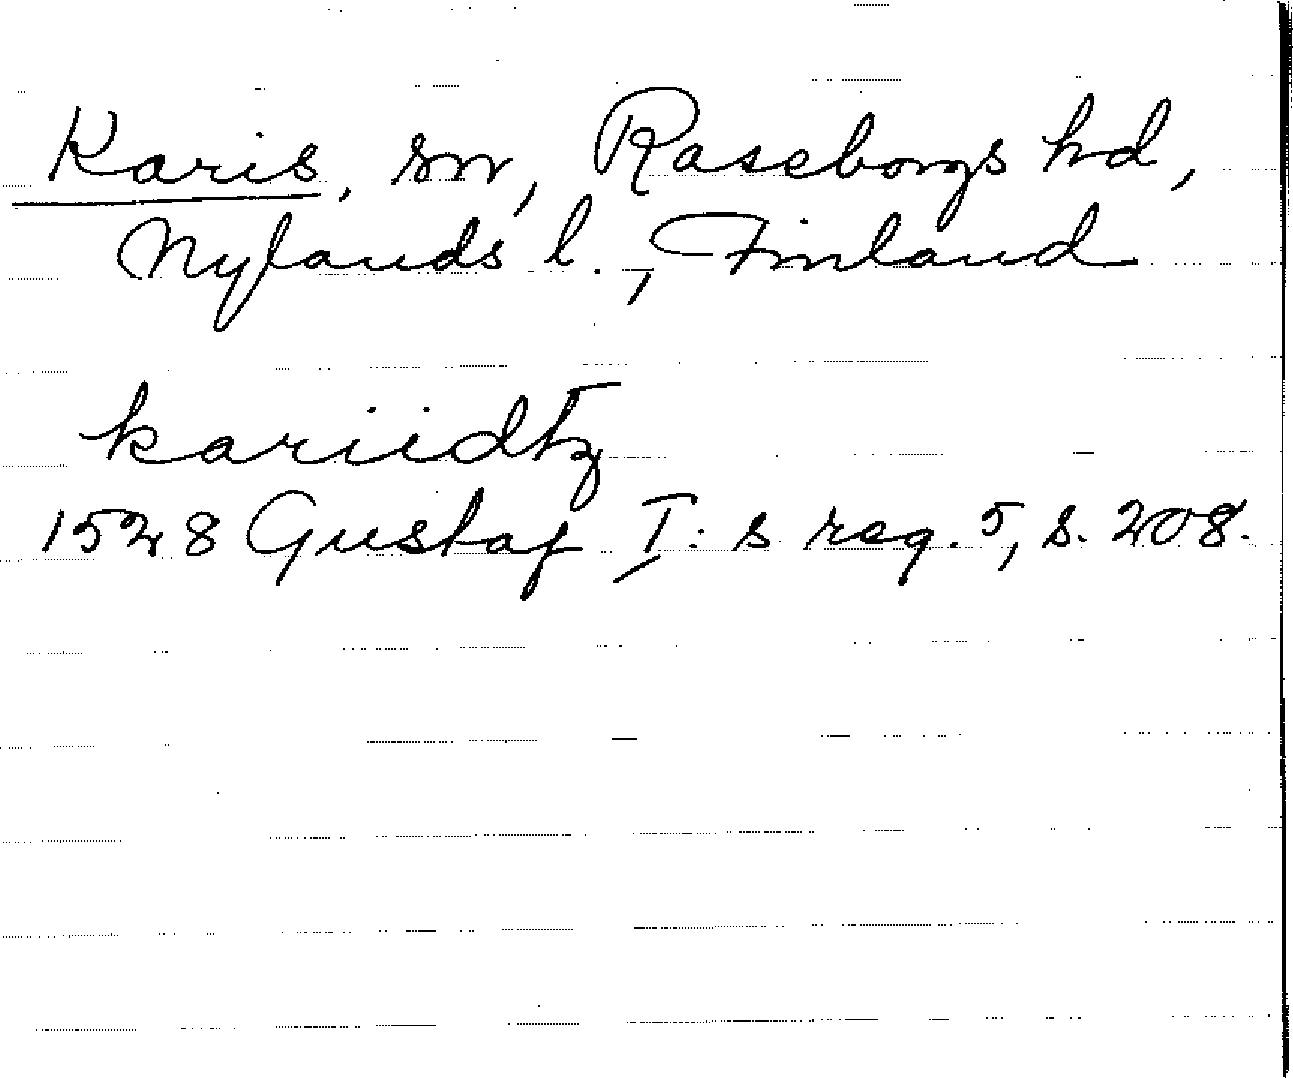 Karis, sn, Raseborgs hd,
Nylands l., Finland
kariidtz
1528 Gustaf I:s reg. 5, s. 208.